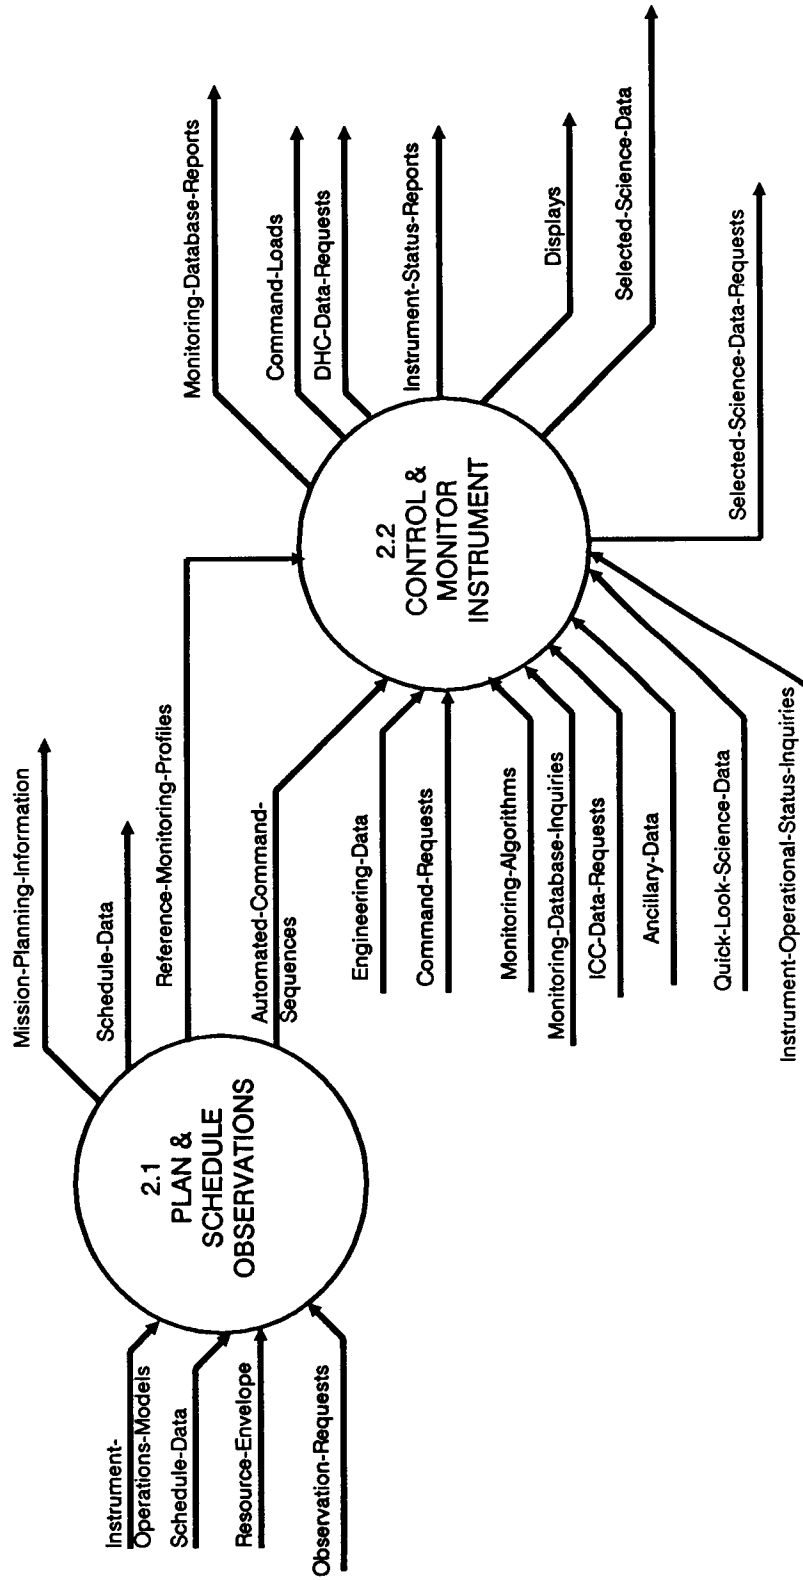 Instrument-
Operations-Models
Schedule-Data
Resource-Envelope
Observation-Requests
2.1
PLAN &
SCHEDULE
OBSERVATIONS
Mission-Planning-Information
Schedule-Data
Reference-Monitoring-Profiles
Automated-Command-
Sequences
Engineering-Data
Command-Requests
Monitoring-Algorithms
Monitoring-Database-Inquiries
ICC-Data-Requests
Ancillary-Data
Quick-Look-Science-Data
Instrument-Operational-Status-Inquiries
2.2
CONTROL &
MONITOR
INSTRUMENT
Monitoring-Database-Reports
Command-Loads
DHC-Data-Requests
Instrument-Status-Reports
Displays
Selected-Science-Data
Selected-Science-Data-Requests